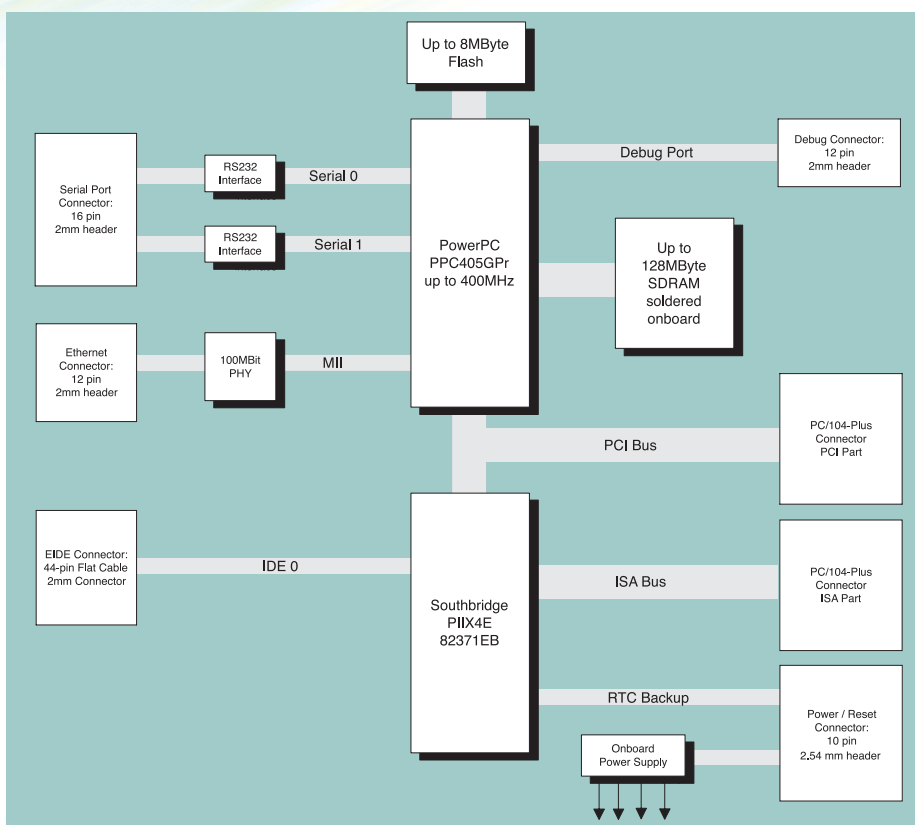 Up to 8MByte
Flash
Serial Port
Connector:
16 pin
2mm header
RS232
Interface
Serial 0
RS232
Interface
Serial 1
PowerPC
PPC405GPr
up to 400MHz
Debug Port
Debug Connector:
12 pin
2mm header
Up to
128MByte
SDRAM
soldered
onboard
Ethernet
Connector:
12 pin
2mm header
100MBit
PHY
MII
PCI Bus
PC/104-Plus
Connector
PCI Part
EIDE Connector:
44-pin Flat Cable
2mm Connector
IDE 0
Southbridge
PIIX4E
82371EB
ISA Bus
PC/104-Plus
Connector
ISA Part
RTC Backup
Power / Reset
Connector:
10 pin
2.54 mm header
Onboard
Power Supply